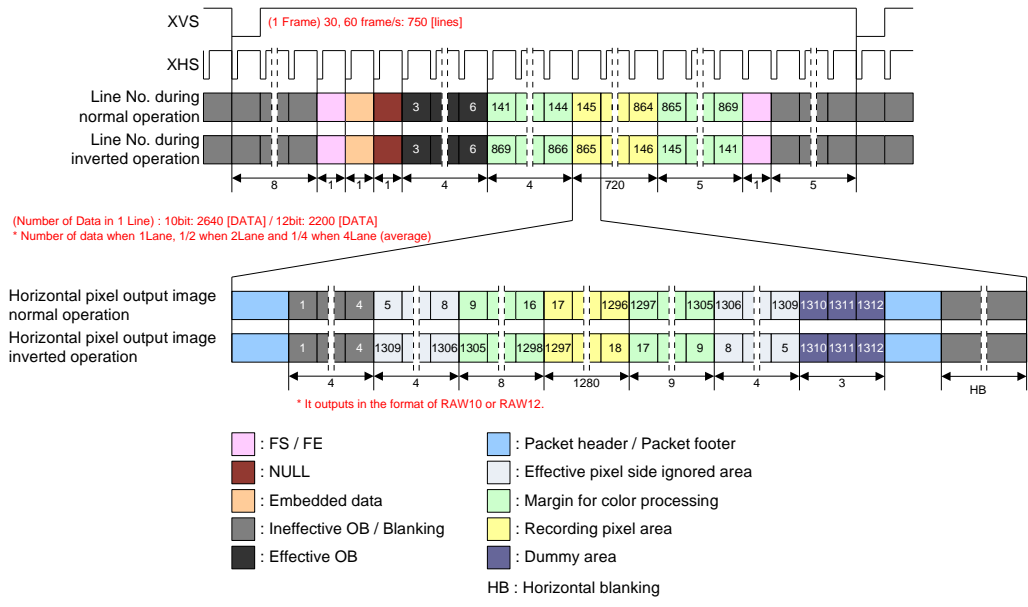 XVS
(1 Frame) 30, 60 frame/s: 750 [lines]
XHS
Line No. during
normal operation
3 6 141 144 145 864 865 869
Line No. during
inverted operation
3 6 869 866 865 146 145 141
8 1 1 1 4 4 720 5 1 5
(Number of Data in 1 Line) : 10bit: 2640 [DATA] / 12bit: 2200 [DATA]
* Number of data when 1Lane, 1/2 when 2Lane and 1/4 when 4Lane (average)
Horizontal pixel output image
normal operation
1 4 5 8 9 16 17 1296 1297 1305 1306 1309 1310 1311 1312
Horizontal pixel output image
inverted operation
1 4 1309 1306 1305 1298 1297 18 17 9 8 5 1310 1311 1312
4 4 8 1280 9 4 3 HB
* It outputs in the format of RAW10 or RAW12.
: FS / FE
: Packet header / Packet footer
: NULL
: Effective pixel side ignored area
: Embedded data
: Margin for color processing
: Ineffective OB / Blanking
: Recording pixel area
: Effective OB
: Dummy area
HB : Horizontal blanking